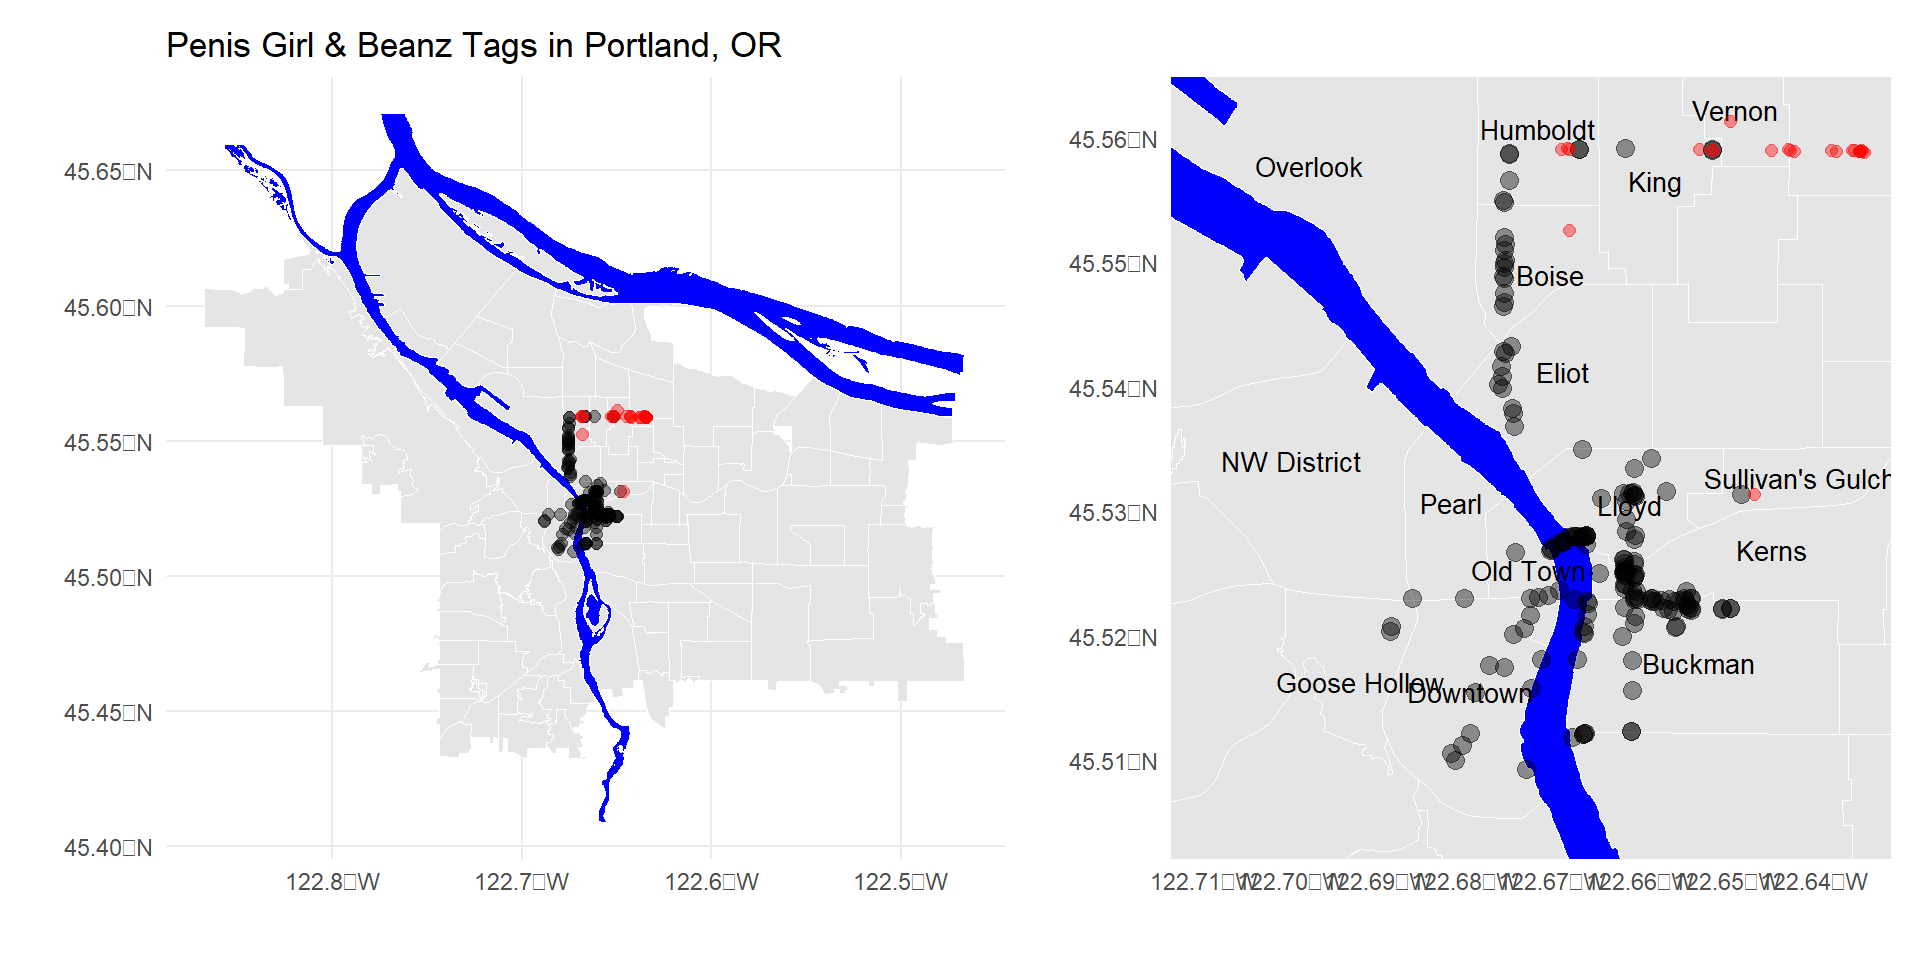 Penis Girl & Beanz Tags in Portland, OR
45.65□N
45.60□N
45.55□N
45.50□N
45.45□N
45.40□N
122.8□W
122.7□W
122.6□W
122.5□W
45.56□N
45.55□N
45.54□N
45.53□N
45.52□N
45.51□N
Vernon
Humboldt
Overlook
King
Boise
Eliot
NW District
Sullivan's Gulch
Pearl
Lloyd
Kerns
Old Town
Buckman
Goose Hollow
Downtown
122.71□W
122.70□W
122.69□W
122.68□W
122.67□W
122.66□W
122.65□W
122.64□W